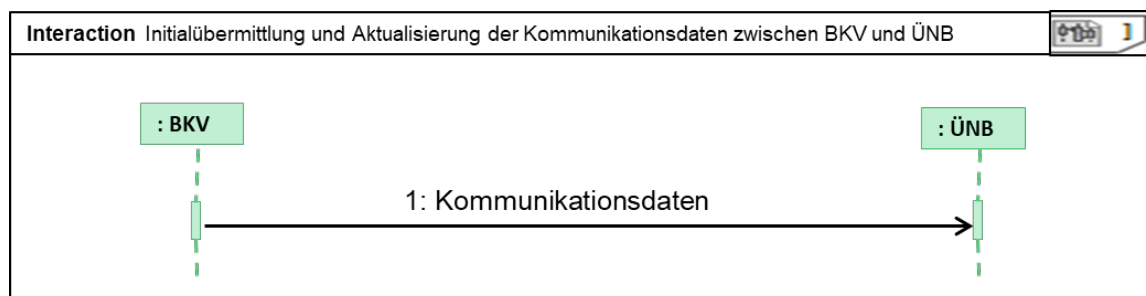 Interaction Initialübermittlung und Aktualisierung der Kommunikationsdaten zwischen BKV und ÜNB
: BKV
: ÜNB
1: Kommunikationsdaten